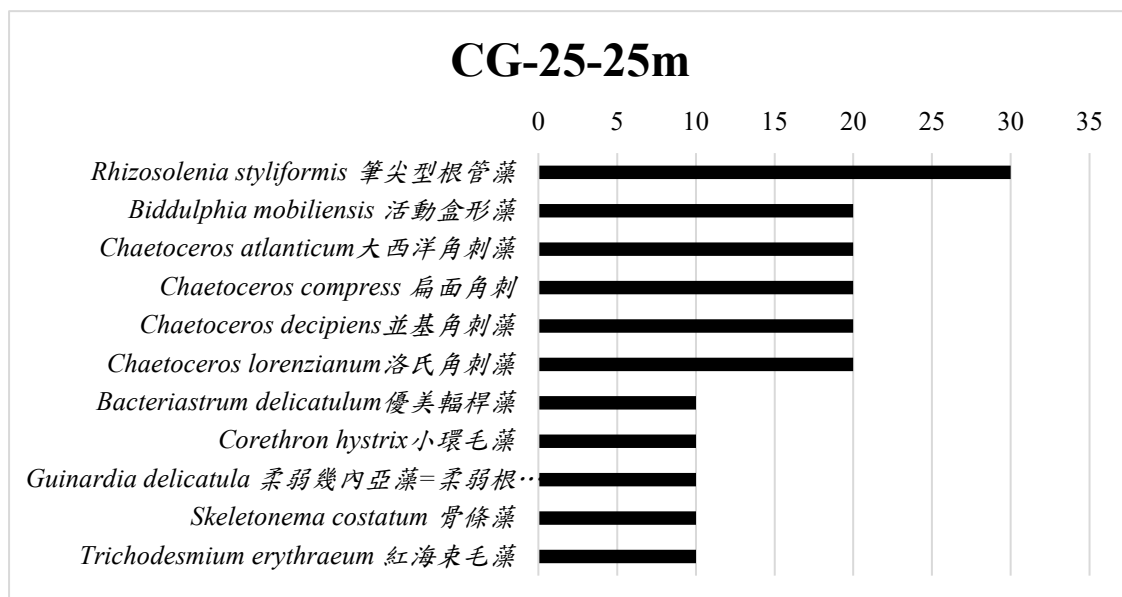 CG-25-25m
0 5 10 15 20 25 30 35
Rhizosolenia styliformis 筆尖型根管藻
Biddulphia mobiliensis 活動盒形藻
Chaetoceros atlanticum大西洋角刺藻
Chaetoceros compress 扁面角刺
Chaetoceros decipiens並基角刺藻
Chaetoceros lorenzianum洛氏角刺藻
Bacteriastrum delicatulum優美輻桿藻
Corethron hystrix小環毛藻
Guinardia delicatula 柔弱幾內亞藻=柔弱根…
Skeletonema costatum 骨條藻
Trichodesmium erythraeum 紅海束毛藻